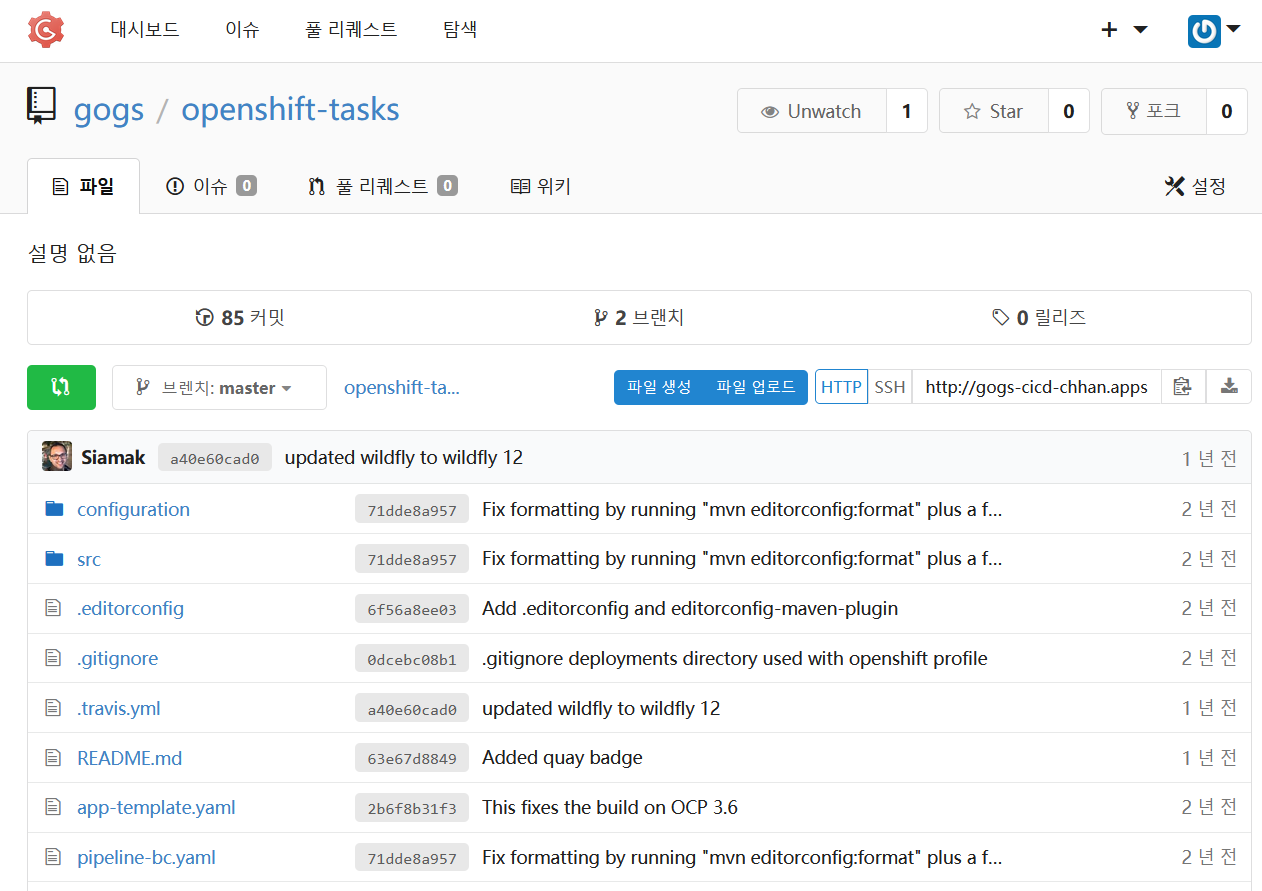 대시보드 이슈 풀 리퀘스트 탐색
gogs / openshift-tasks Unwatch 1 Star 0 포크 0
파일 이슈 0 풀 리퀘스트 0 위키 설정
설명 없음
85 커밋 2 브랜치 0 릴리즈
브렌치: master openshift-ta... 파일 생성 파일 업로드 HTTP SSH http://gogs-cicd-chhan.apps
Siamak a40e60cad0 updated wildfly to wildfly 12 1 년 전
configuration 71dde8a957 Fix formatting by running "mvn editorconfig:format" plus a f... 2 년 전
src 71dde8a957 Fix formatting by running "mvn editorconfig:format" plus a f... 2 년 전
.editorconfig 6f56a8ee03 Add .editorconfig and editorconfig-maven-plugin 2 년 전
.gitignore 0dcebc08b1 .gitignore deployments directory used with openshift profile 2 년 전
.travis.yml a40e60cad0 updated wildfly to wildfly 12 1 년 전
README.md 63e67d8849 Added quay badge 1 년 전
app-template.yaml 2b6f8b31f3 This fixes the build on OCP 3.6 2 년 전
pipeline-bc.yaml 71dde8a957 Fix formatting by running "mvn editorconfig:format" plus a f... 2 년 전